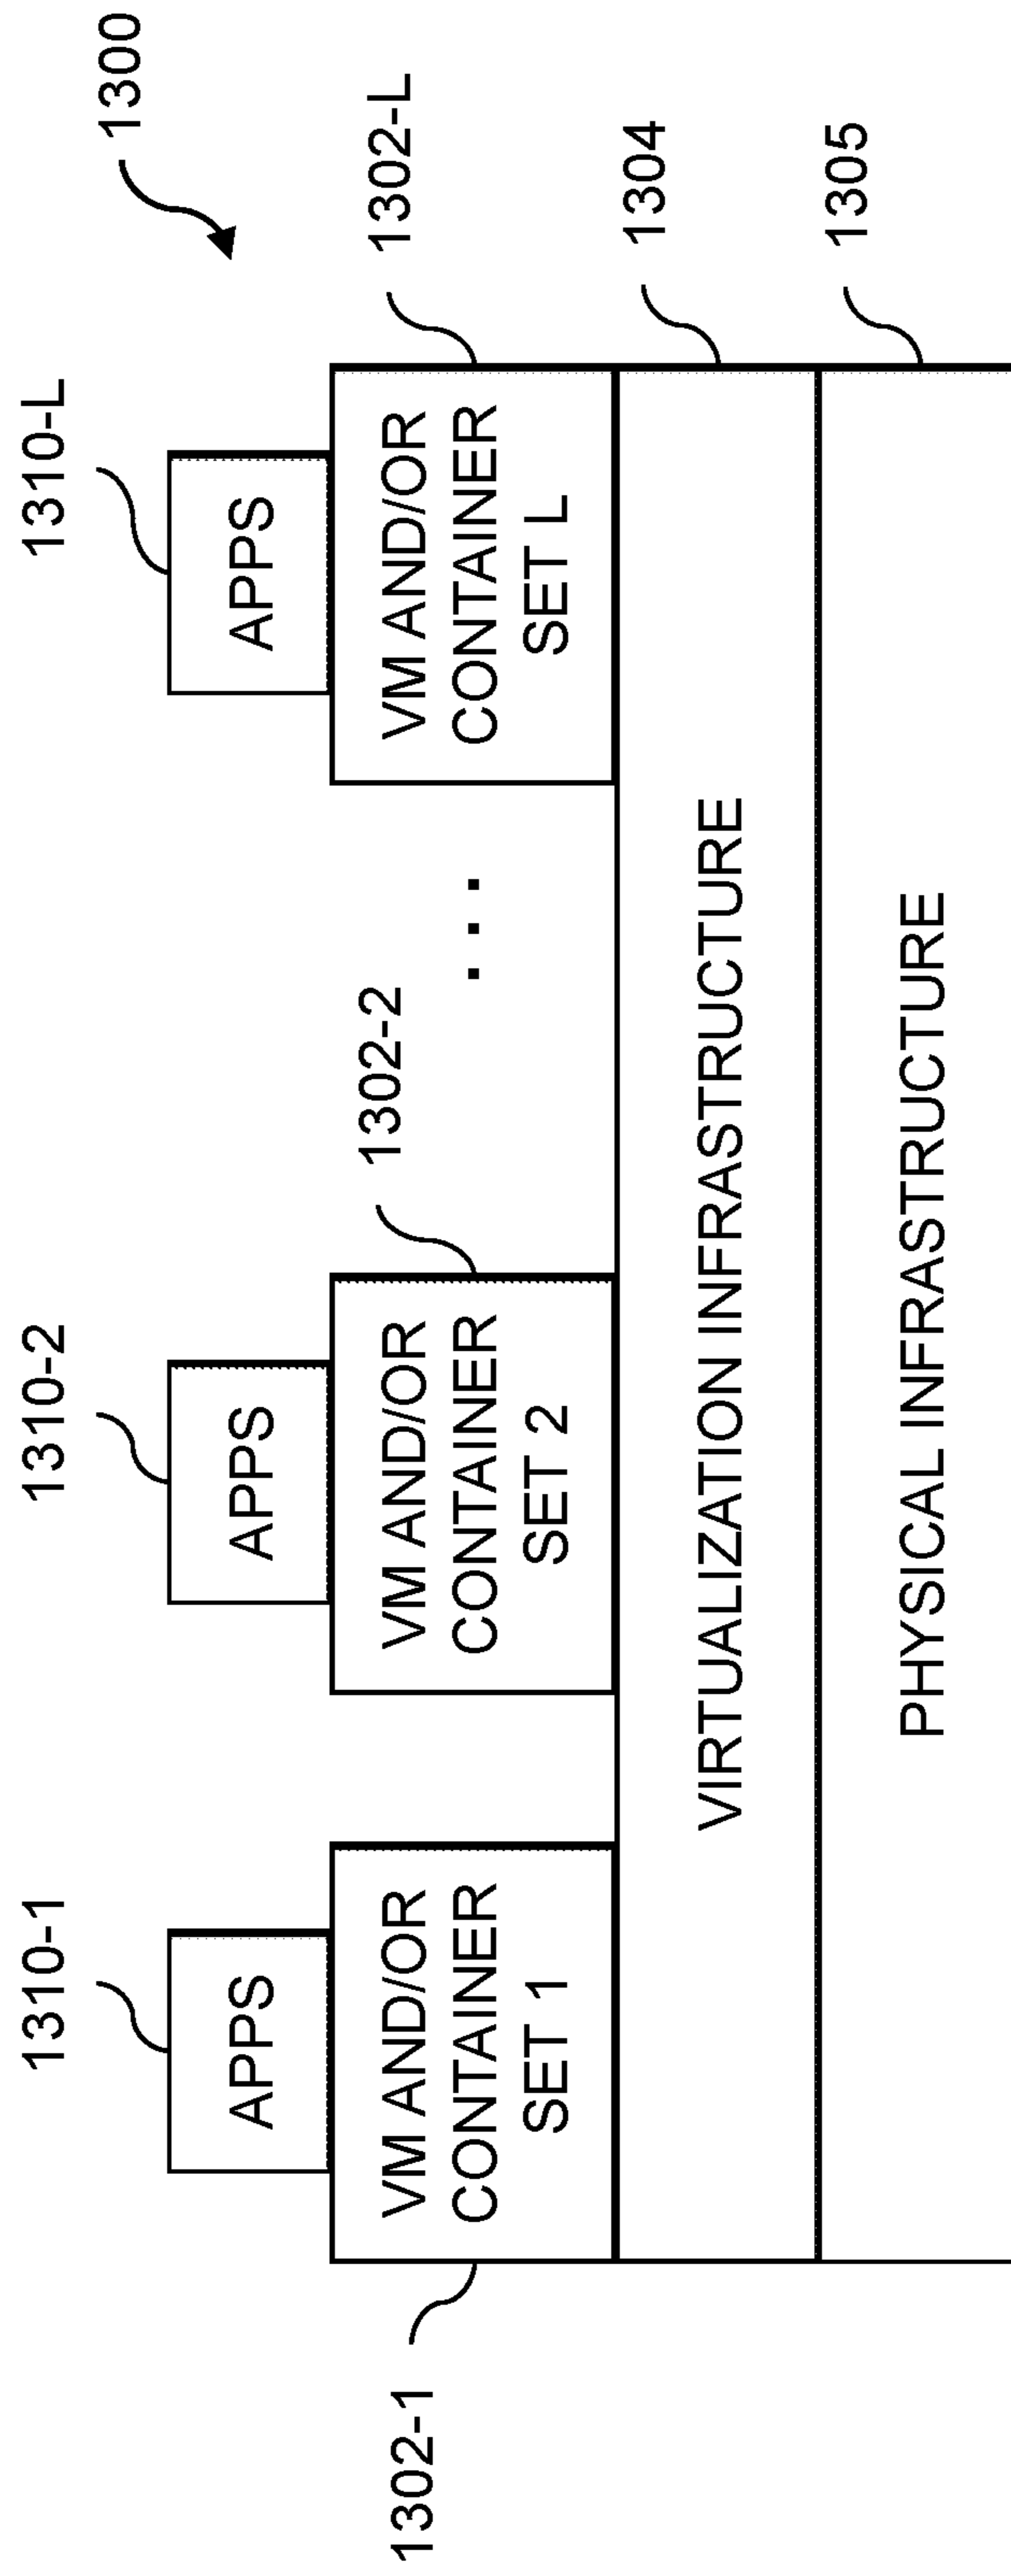 1300
1310-1
1310-2
1310-L
APPS
APPS
APPS
1302-2
1302-L
VM AND/OR
CONTAINER
SET 1
VM AND/OR
CONTAINER
SET 2
...
VM AND/OR
CONTAINER
SET L
1302-1
VIRTUALIZATION INFRASTRUCTURE
1304
PHYSICAL INFRASTRUCTURE
1305